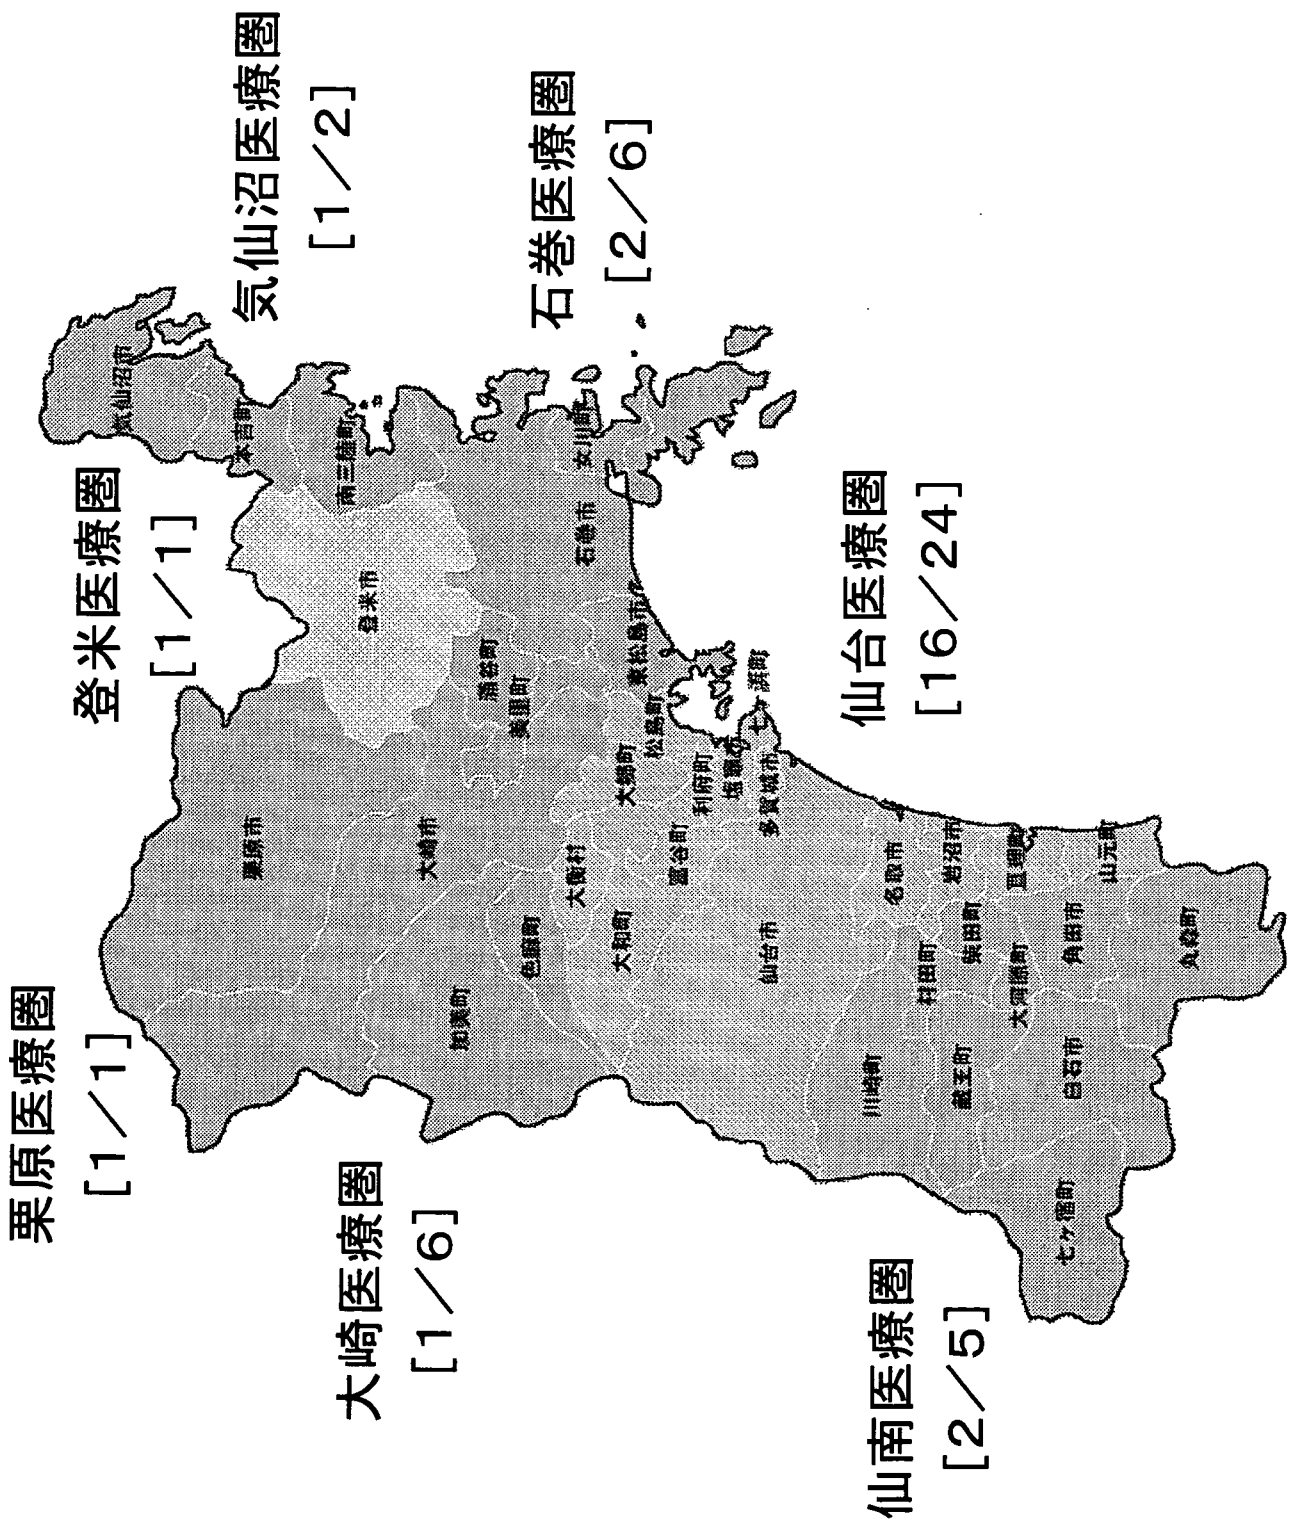 栗原医療圏
[1/1]
登米医療圏
[1/1]
気仙沼医療圏
[1/2]
大崎医療圏
[1/6]
石巻医療圏
[2/6]
仙南医療圏
[2/5]
仙台医療圏
[16/24]
気仙沼市
本吉町
南三陸町
登米市
栗原市
大崎市
涌谷町
美里町
石巻市
女川町
東松島市
加美町
色麻町
大衡村
大郷町
松島町
大和町
富谷町
利府町
塩竈市
七ヶ浜町
多賀城市
仙台市
川崎町
名取市
村田町
岩沼市
蔵王町
柴田町
大河原町
亘理町
七ヶ宿町
白石市
角田市
山元町
丸森町